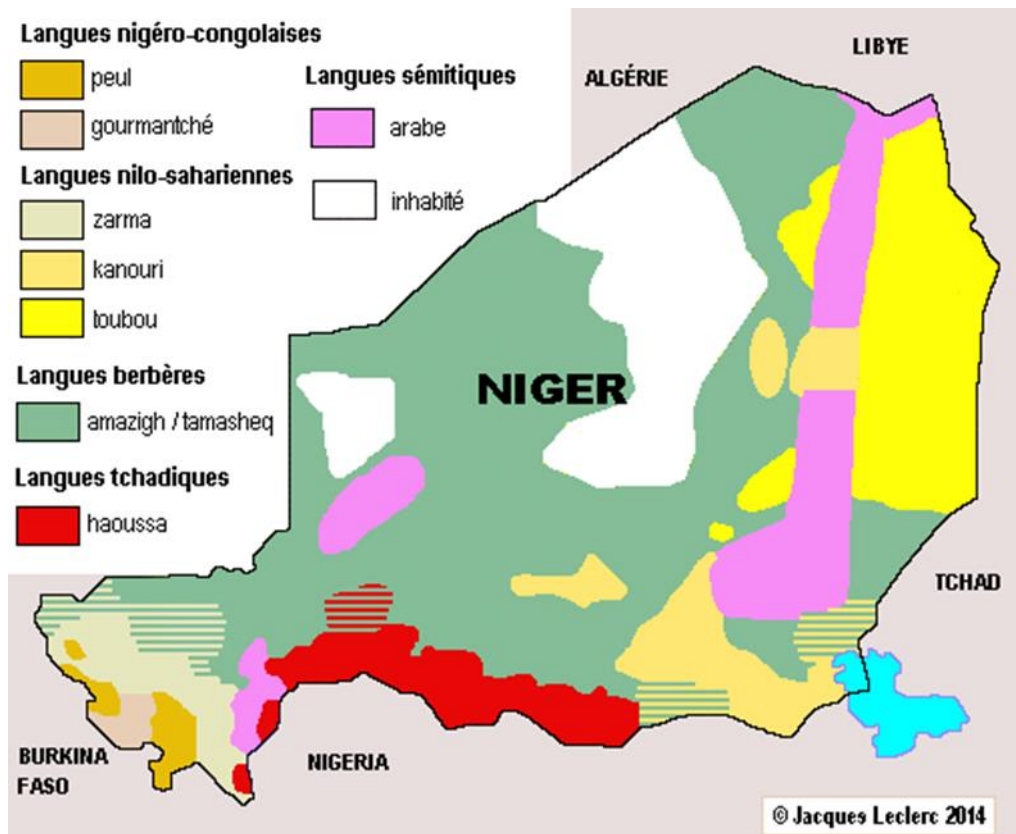 Langues nigéro-congolaises
peul
gourmantché
Langues nilo-sahariennes
zarma
kanouri
toubou
Langues berbères
amazigh / tamasheq
Langues tchadiques
haoussa
Langues sémitiques
arabe
inhabité
ALGÉRIE
LIBYE
NIGER
TCHAD
NIGERIA
BURKINA
FASO
© Jacques Leclerc 2014